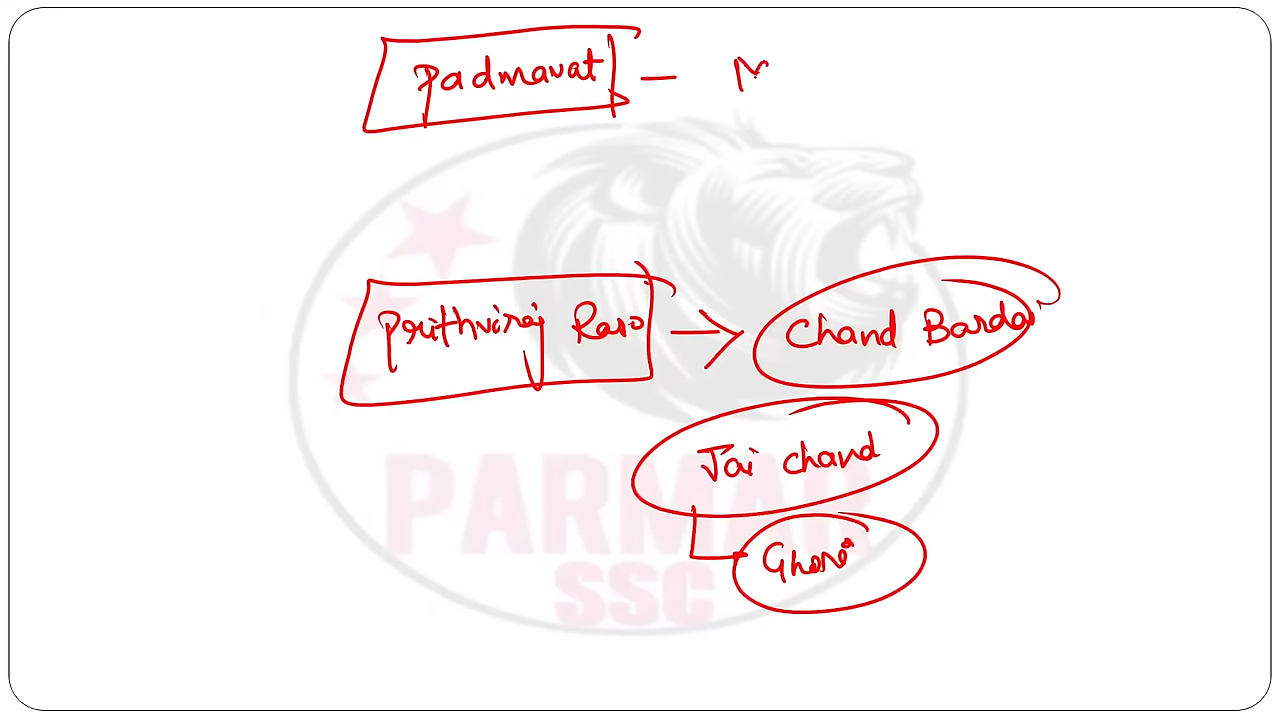 Padmavat - M
Prithviraj Raso → Chand Bardai
Jai chand
Ghori
PARMAR
SSC